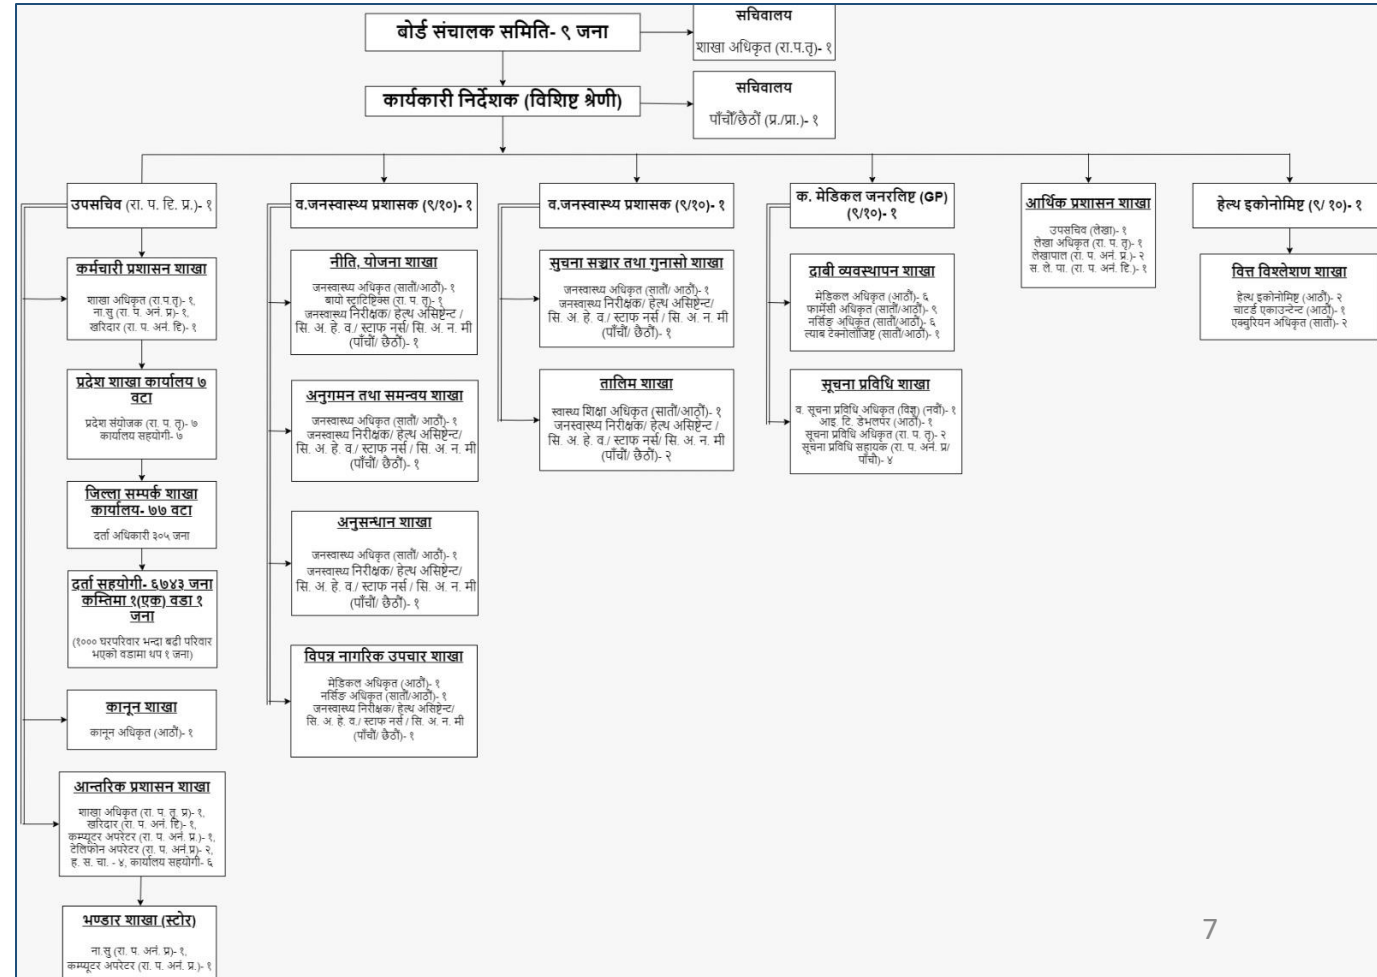 बोर्ड संचालक समिति- ९ जना
सचिवालय
शाखा अधिकृत (रा.प.तृ)- १
कार्यकारी निर्देशक (विशिष्ट श्रेणी)
सचिवालय
पाँचौँ/छैठौं (प्र./प्रा.)- १
उपसचिव (रा. प. द्दि. प्र.)- १
कर्मचारी प्रशासन शाखा
शाखा अधिकृत (रा.प.तृ)- १,
ना.सु (रा. प. अनं. प्र)- १,
खरिदार (रा. प. अनं. द्दि)- १
प्रदेश शाखा कार्यालय ७
वटा
प्रदेश संयोजक (रा. प. तृ)- ७
कार्यालय सहयोगी- ७
जिल्ला सम्पर्क शाखा
कार्यालय- ७७ वटा
दर्ता अधिकारी ३०५ जना
दर्ता सहयोगी- ६७४३ जना
कम्तिमा १(एक) वडा १
जना
(१००० घरपरिवार भन्दा बढी परिवार
भएको वडामा थप १ जना)
कानून शाखा
कानून अधिकृत (आठौं)- १
आन्तरिक प्रशासन शाखा
शाखा अधिकृत (रा. प. तृ. प्र)- १,
खरिदार (रा. प. अनं. द्दि)- १,
कम्प्यूटर अपरेटर (रा. प. अनं. प्र.)- १,
टेलिफोन अपरेटर (रा. प. अनं.प्र)- २,
ह. स. चा. - ४, कार्यालय सहयोगी- ६
भण्डार शाखा (स्टोर)
ना.सु (रा. प. अनं. प्र)- १,
कम्प्यूटर अपरेटर (रा. प. अनं. प्र.)- १
व.जनस्वास्थ्य प्रशासक (९/१०)- १
नीति, योजना शाखा
जनस्वास्थ्य अधिकृत (सातौं/आठौं)- १
बायो स्टाटिष्टिक्स (रा. प. तृ)- १
जनस्वास्थ्य निरीक्षक/ हेल्थ असिष्टेन्ट /
सि. अ. हे. व./ स्टाफ नर्स/ सि. अ. न. मी
(पाँचौं/ छैठौं)- १
अनुगमन तथा समन्वय शाखा
जनस्वास्थ्य अधिकृत (सातौं/ आठौं)- १
जनस्वास्थ्य निरीक्षक/ हेल्थ असिष्टेन्ट/
सि. अ. हे. व./ स्टाफ नर्स / सि. अ. न. मी
(पाँचौं/ छैठौं)- १
अनुसन्धान शाखा
जनस्वास्थ्य अधिकृत (सातौं/ आठौं)- १
जनस्वास्थ्य निरीक्षक/ हेल्थ असिष्टेन्ट/
सि. अ. हे. व./ स्टाफ नर्स / सि. अ. न. मी
(पाँचौं/ छैठौं)- १
विपन्न नागरिक उपचार शाखा
मेडिकल अधिकृत (आठौं)- १
नर्सिङ अधिकृत (सातौं/आठौं)- १
जनस्वास्थ्य निरीक्षक/ हेल्थ असिष्टेन्ट/
सि. अ. हे. व./ स्टाफ नर्स / सि. अ. न. मी
(पाँचौं/ छैठौं)- १
व.जनस्वास्थ्य प्रशासक (९/१०)- १
सुचना सञ्चार तथा गुनासो शाखा
जनस्वास्थ्य अधिकृत (सातौं/आठौं)- १
जनस्वास्थ्य निरीक्षक/ हेल्थ असिष्टेन्ट/
सि. अ. हे. व./ स्टाफ नर्स/ सि. अ. न. मी
(पाँचौं/ छैठौं)- १
तालिम शाखा
स्वास्थ्य शिक्षा अधिकृत (सातौं/आठौं)- १
जनस्वास्थ्य निरीक्षक/ हेल्थ असिष्टेन्ट
/ सि. अ. हे. व./ स्टाफ नर्स/ सि. अ. न. मी
(पाँचौं/ छैठौं)- २
क. मेडिकल जनरलिष्ट (GP)
(९/१०)- १
दाबी व्यवस्थापन शाखा
मेडिकल अधिकृत (आठौं)- ६
फार्मेसी अधिकृत (सातौं/आठौं)- ९
नर्सिङ अधिकृत (सातौं/आठौं)- ६
ल्याब टेक्नोलोजिष्ट (सातौं/आठौं)- १
सूचना प्रविधि शाखा
व. सूचना प्रविधि अधिकृत (विज्ञ) (नवौं)- १
आइ. टि. डेभलपर (आठौं)- १
सूचना प्रविधि अधिकृत (रा. प. तृ)- २
सूचना प्रविधि सहायक (रा. प. अनं. प्र/
पाँचौ)- ४
आर्थिक प्रशासन शाखा
उपसचिव (लेखा)- १
लेखा अधिकृत (रा. प. तृ)- १
लेखापाल (रा. प. अनं. प्र.)- २
स. ले. पा. (रा. प. अनं. द्दि.)- १
हेल्थ इकोनोमिष्ट (९/ १०)- १
वित्त विश्लेशण शाखा
हेल्थ इकोनोमिष्ट (आठौं)- २
चाटर्ड एकाउन्टेन्ट (आठौं)- १
एक्चुरियन अधिकृत (सातौं)- २
7